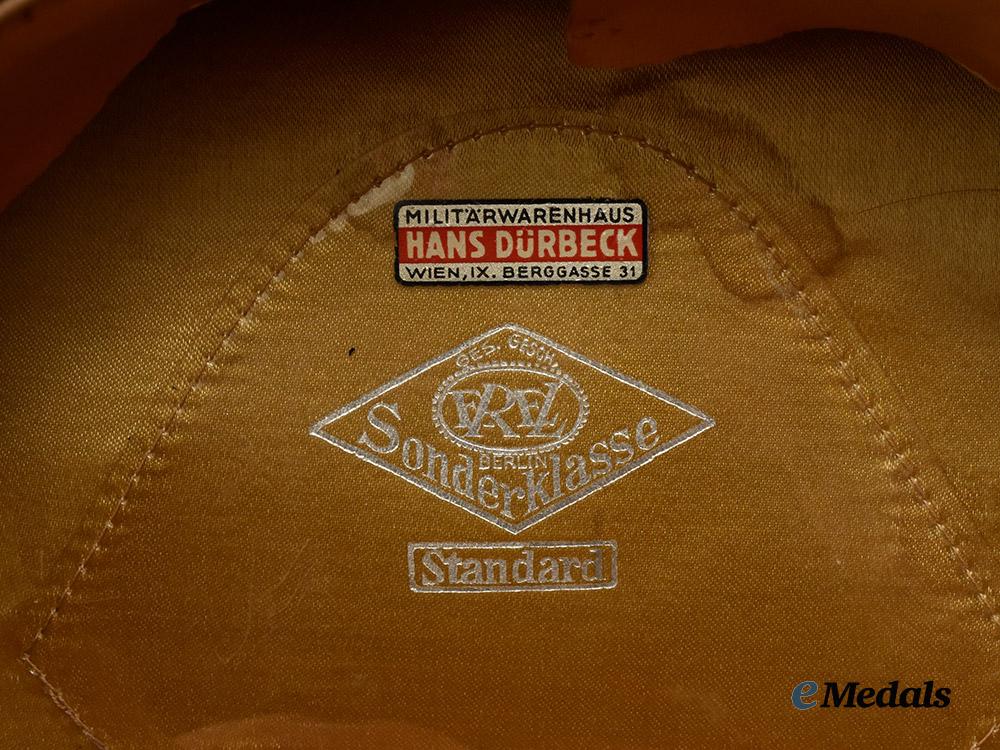 MILITÄRWARENHAUS
HANS DÜRBECK
WIEN, IX. BERGGASSE 31
GES. GESCH.
EREL
BERLIN
Sonderklasse
Standard
eMedals